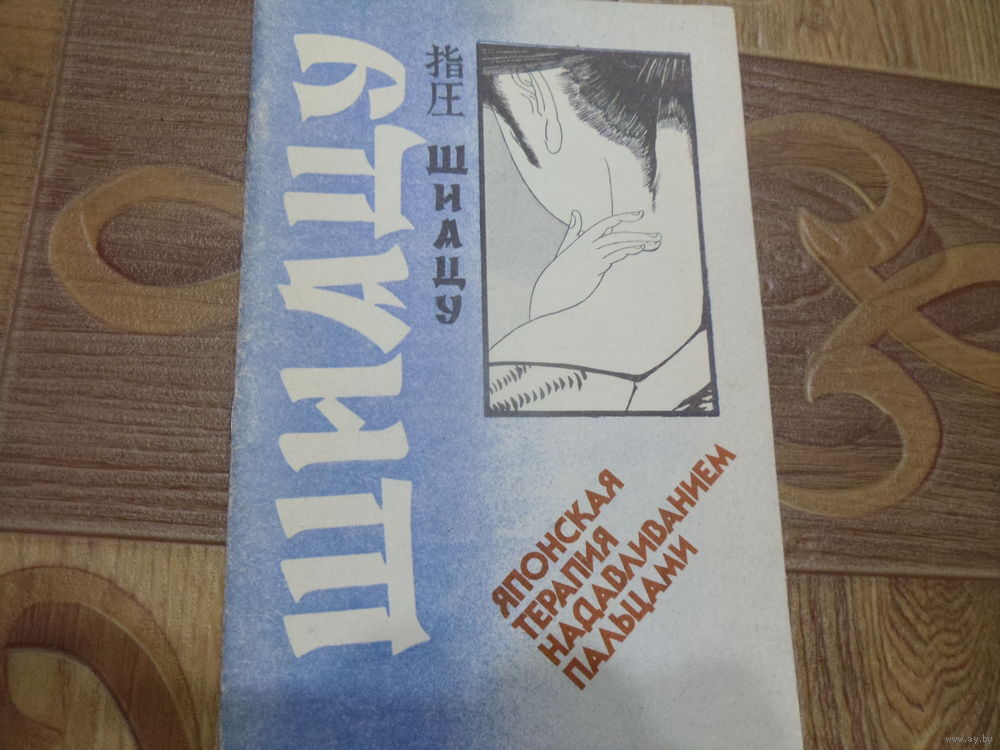 ШИАЦУ
指圧
ШИАЦУ
ЯПОНСКАЯ
ТЕРАПИЯ
НАДАВЛИВАНИЕМ
ПАЛЬЦАМИ
www.ay.by